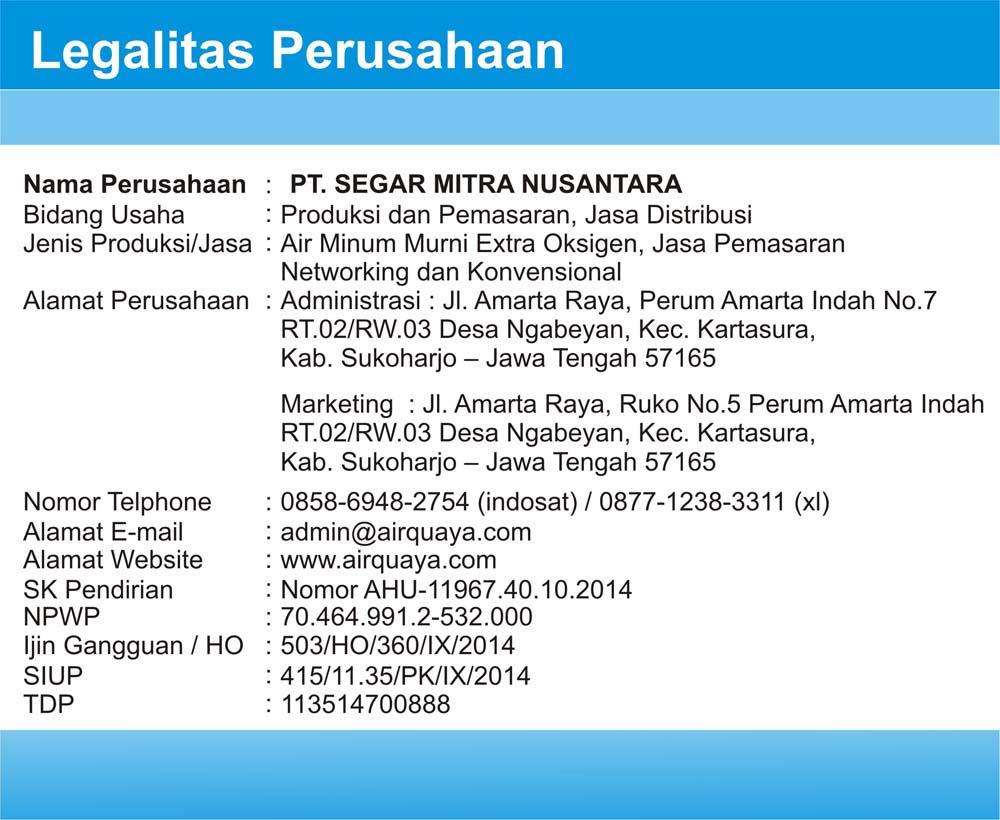 Legalitas Perusahaan
Nama Perusahaan : PT. SEGAR MITRA NUSANTARA
Bidang Usaha : Produksi dan Pemasaran, Jasa Distribusi
Jenis Produksi/Jasa : Air Minum Murni Extra Oksigen, Jasa Pemasaran
Networking dan Konvensional
Alamat Perusahaan : Administrasi : Jl. Amarta Raya, Perum Amarta Indah No.7
RT.02/RW.03 Desa Ngabeyan, Kec. Kartasura,
Kab. Sukoharjo – Jawa Tengah 57165
Marketing : Jl. Amarta Raya, Ruko No.5 Perum Amarta Indah
RT.02/RW.03 Desa Ngabeyan, Kec. Kartasura,
Kab. Sukoharjo – Jawa Tengah 57165
Nomor Telphone : 0858-6948-2754 (indosat) / 0877-1238-3311 (xl)
Alamat E-mail : admin@airquaya.com
Alamat Website : www.airquaya.com
SK Pendirian : Nomor AHU-11967.40.10.2014
NPWP : 70.464.991.2-532.000
Ijin Gangguan / HO : 503/HO/360/IX/2014
SIUP : 415/11.35/PK/IX/2014
TDP : 113514700888